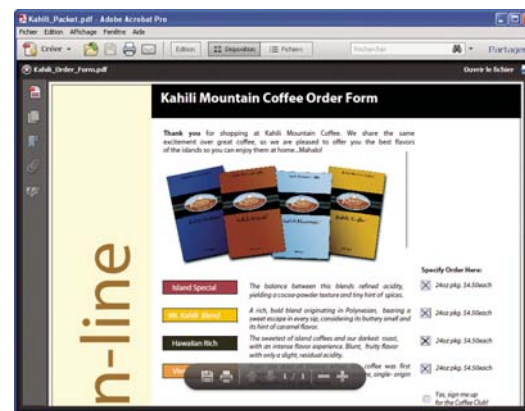 Kahili_Packet.pdf - Adobe Acrobat Pro
Fichier Edition Affichage Fenêtre Aide
Créer Edition Disposition Fichiers Rechercher Partage
Kahili_Order_Form.pdf Ouvrir le fichier
Kahili Mountain Coffee Order Form
Thank you for shopping at Kahili Mountain Coffee. We share the same
excitement over great coffee, so we are pleased to offer you the best flavors
of the islands so you can enjoy them at home...Mahalo!
n-line
Specify Order Here:
Island Special
The balance between this blends refined acidity,
yielding a cocoa-powder texture and tiny hint of spices.
24oz pkg. $4.50each
Mt. Kahili Blend
A rich, bold blend originating in Polynesian, bearing a
sweet escape in every sip, considering its buttery smell and
its hint of caramel flavor.
24oz pkg. $4.50each
Hawaiian Rich
The sweetest of island coffees and our darkest roast,
with an intense flavor experience. Blunt, fruity flavor
with only a slight, residual acidity.
24oz pkg. $4.50each
coffee was first
single- origin
24oz pkg. $4.50each
1 / 1
Yes, sign me up
for the Coffee Club!